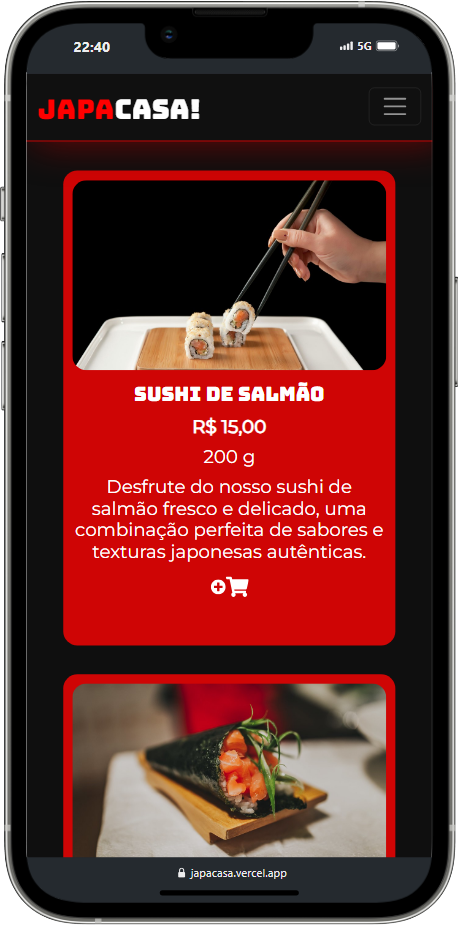 22:40
5G
JAPACASA!
SUSHI DE SALMÃO
R$ 15,00
200 g
Desfrute do nosso sushi de
salmão fresco e delicado, uma
combinação perfeita de sabores e
texturas japonesas autênticas.
japacasa.vercel.app